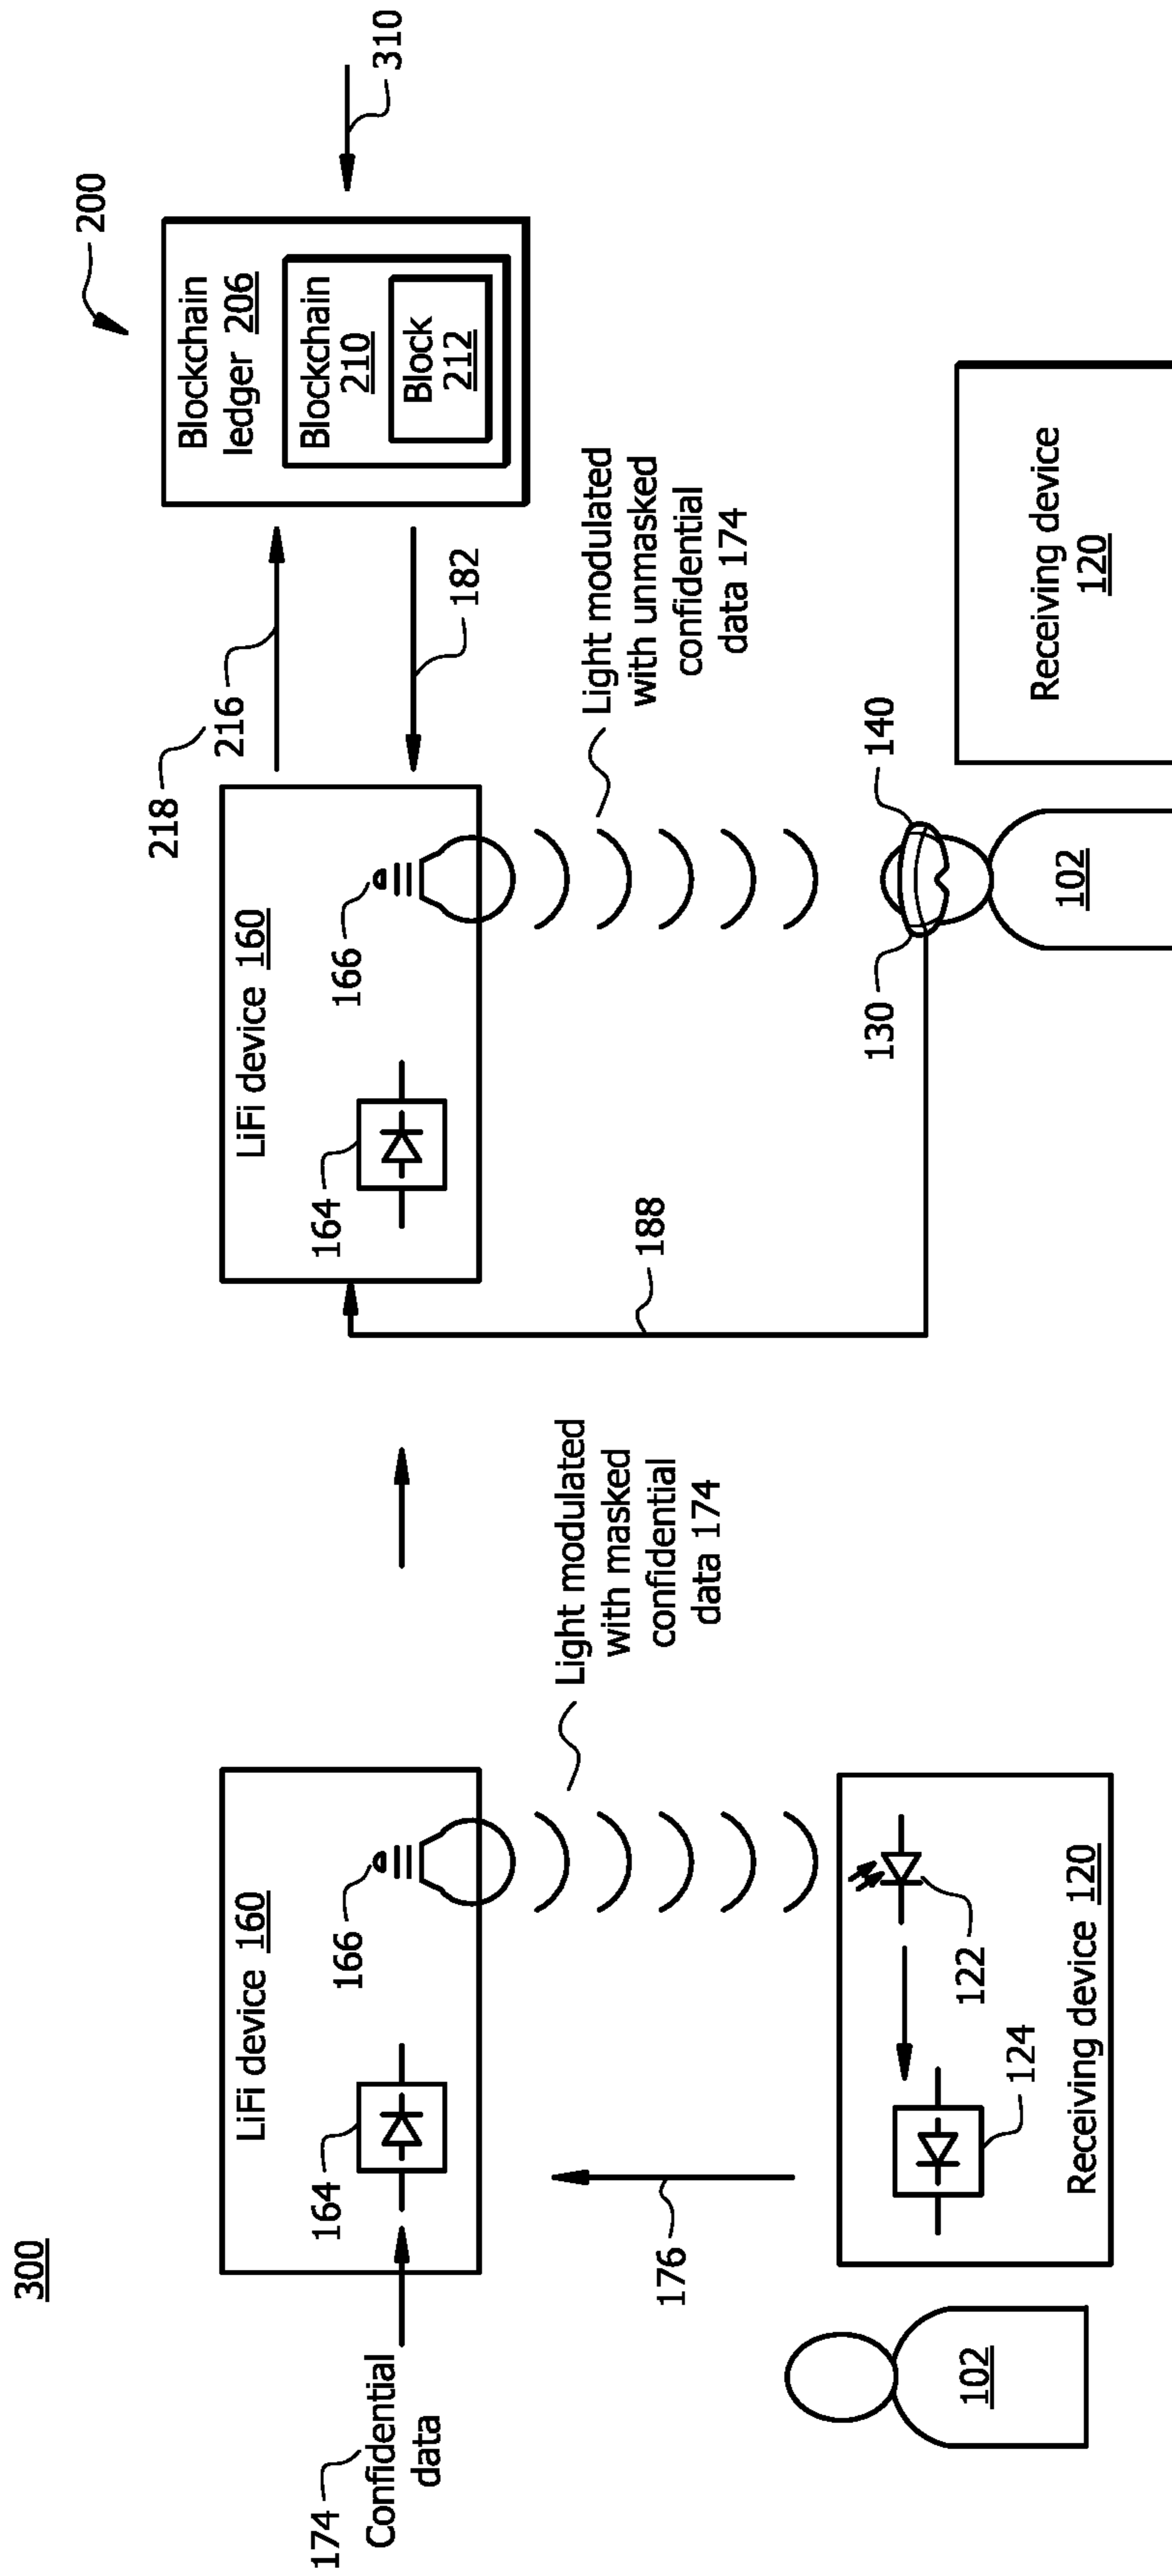 300
174
Confidential
data
LiFi device 160
164
166
176
Light modulated
with masked
confidential
data 174
102
124
122
Receiving device 120
LiFi device 160
164
166
188
218
216
182
200
Blockchain
ledger 206
Blockchain
210
Block
212
310
Light modulated
with unmasked
confidential
data 174
130
140
102
Receiving device
120